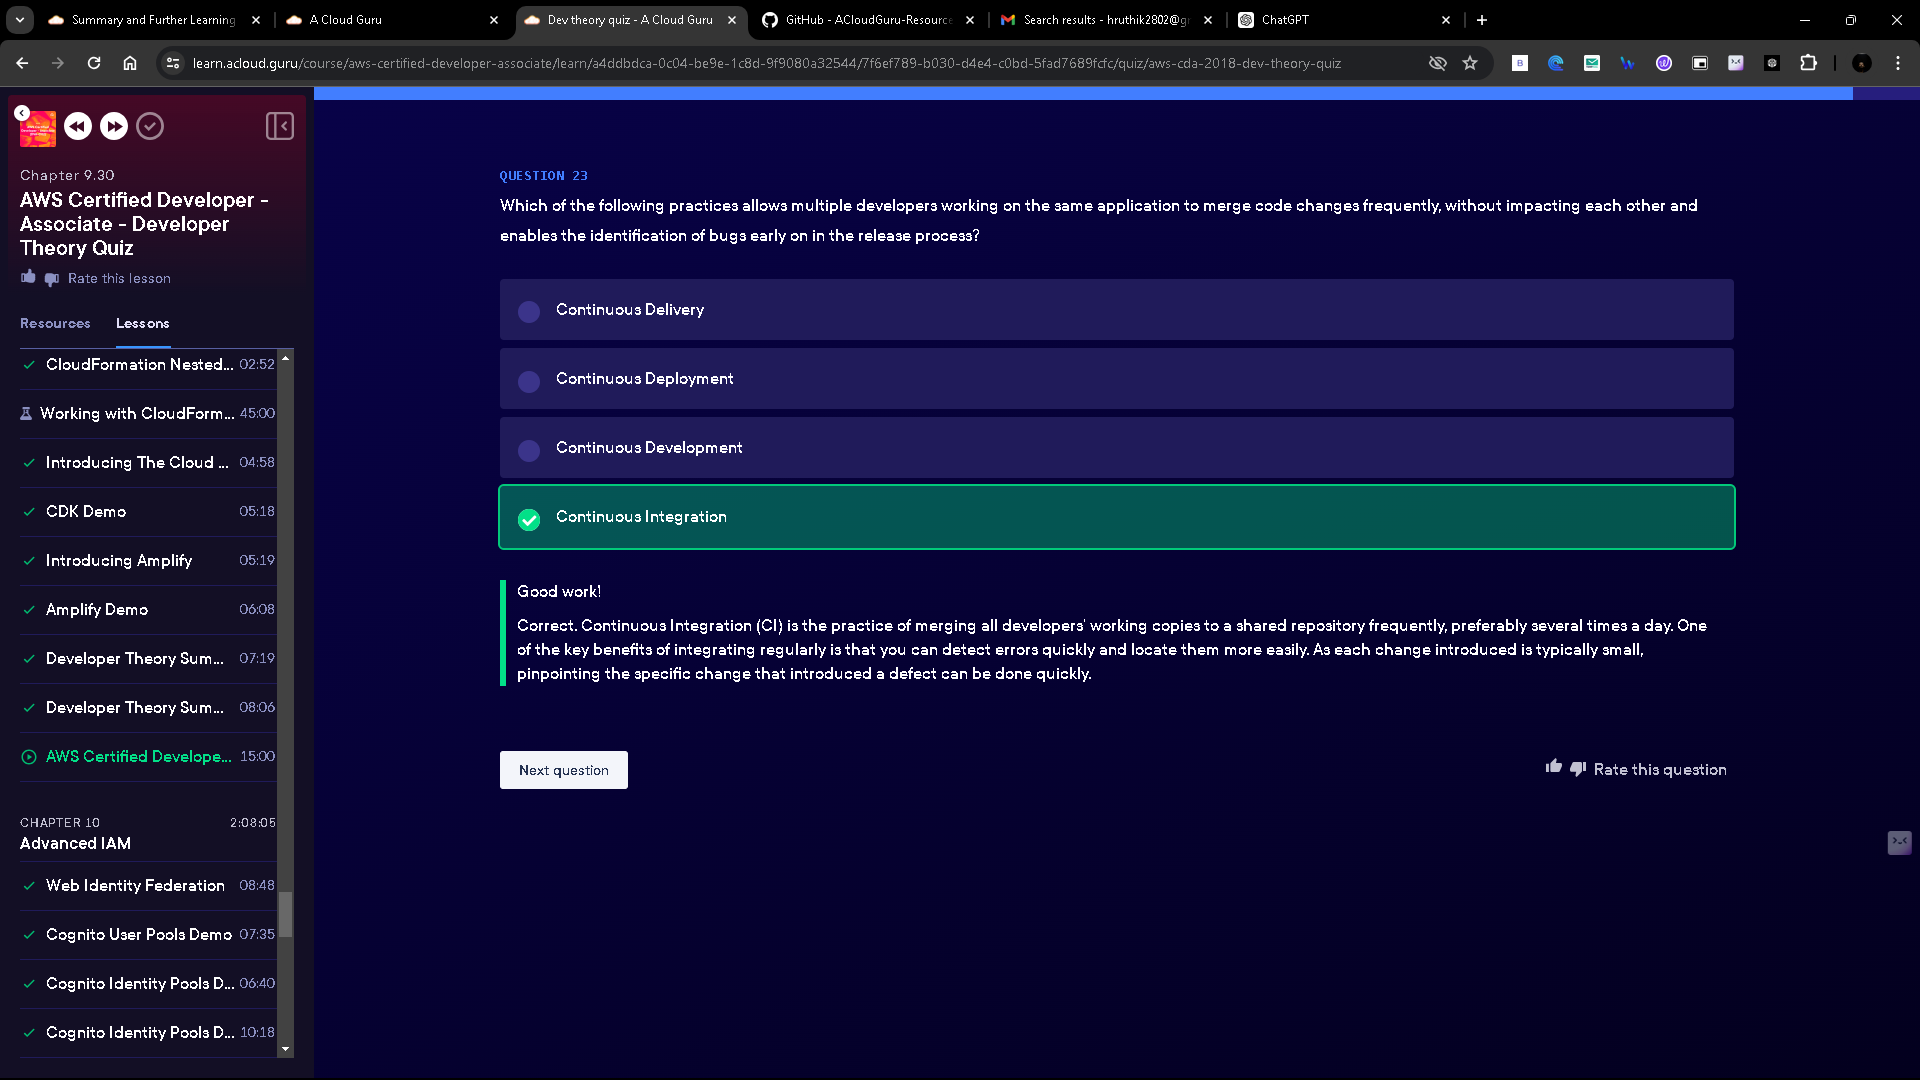 Summary and Further Learning
A Cloud Guru
Dev theory quiz - A Cloud Guru
GitHub - ACloudGuru-Resource
Search results - hruthik2802@g
ChatGPT
learn.acloud.guru/course/aws-certified-developer-associate/learn/a4ddbdca-0c04-be9e-1c8d-9f9080a32544/7f6ef789-b030-d4e4-c0bd-5fad7689fcfc/quiz/aws-cda-2018-dev-theory-quiz
Chapter 9.30
AWS Certified Developer -
Associate - Developer
Theory Quiz
Rate this lesson
Resources
Lessons
CloudFormation Nested... 02:52
Working with CloudForm... 45:00
Introducing The Cloud ... 04:58
CDK Demo 05:18
Introducing Amplify 05:19
Amplify Demo 06:08
Developer Theory Sum... 07:19
Developer Theory Sum... 08:06
AWS Certified Develope... 15:00
CHAPTER 10 2:08:05
Advanced IAM
Web Identity Federation 08:48
Cognito User Pools Demo 07:35
Cognito Identity Pools D... 06:40
Cognito Identity Pools D... 10:18
QUESTION 23
Which of the following practices allows multiple developers working on the same application to merge code changes frequently, without impacting each other and
enables the identification of bugs early on in the release process?
Continuous Delivery
Continuous Deployment
Continuous Development
Continuous Integration
Good work!
Correct. Continuous Integration (CI) is the practice of merging all developers' working copies to a shared repository frequently, preferably several times a day. One
of the key benefits of integrating regularly is that you can detect errors quickly and locate them more easily. As each change introduced is typically small,
pinpointing the specific change that introduced a defect can be done quickly.
Next question
Rate this question